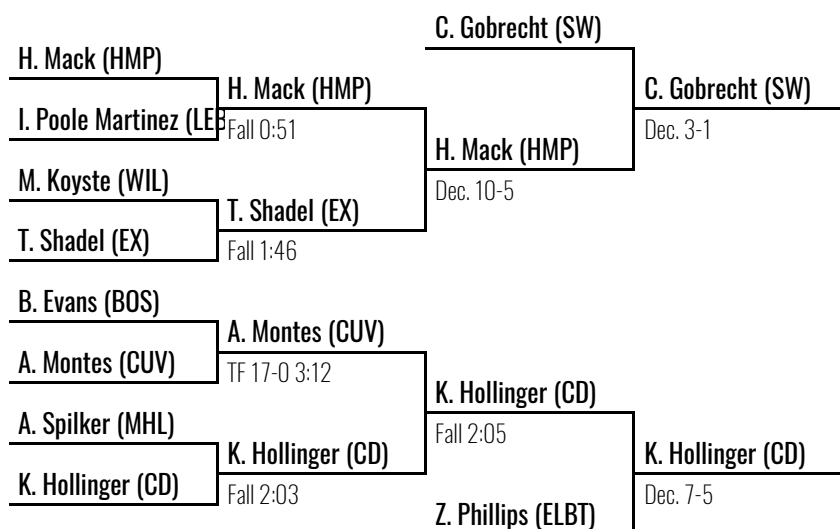 C. Gobrecht (SW)
H. Mack (HMP)
H. Mack (HMP)
C. Gobrecht (SW)
I. Poole Martinez (LEB
Fall 0:51
Dec. 3-1
H. Mack (HMP)
M. Koyste (WIL)
Dec. 10-5
T. Shadel (EX)
T. Shadel (EX)
Fall 1:46
B. Evans (BOS)
A. Montes (CUV)
A. Montes (CUV)
TF 17-0 3:12
K. Hollinger (CD)
A. Spilker (MHL)
Fall 2:05
K. Hollinger (CD)
K. Hollinger (CD)
K. Hollinger (CD)
Fall 2:03
Dec. 7-5
Z. Phillips (ELBT)